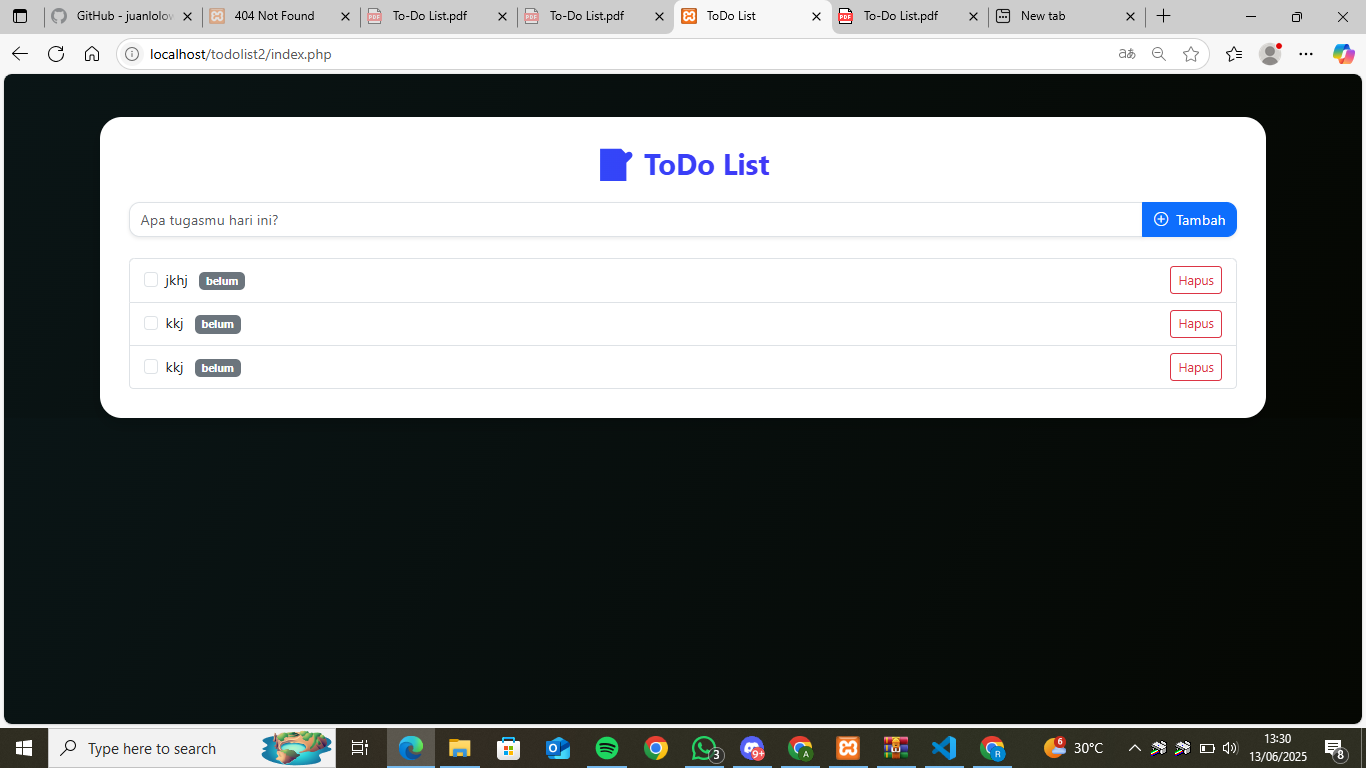 GitHub - juanlolov
404 Not Found
To-Do List.pdf
To-Do List.pdf
ToDo List
To-Do List.pdf
New tab
localhost/todolist2/index.php
ToDo List
Apa tugasmu hari ini?
Tambah
jkhj belum Hapus
kkj belum Hapus
kkj belum Hapus
Type here to search
3
9+
A
R
6
30°C
13:30
13/06/2025
8